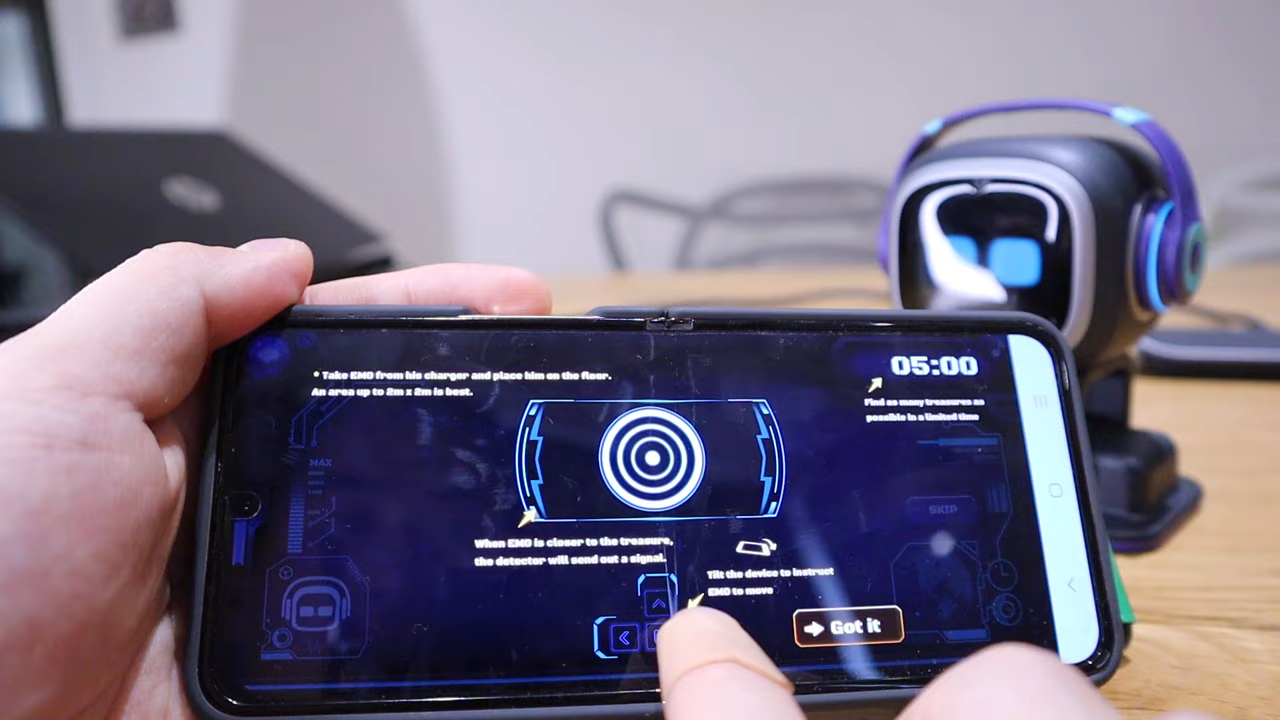 * Take EMO from his charger and place him on the floor.
An area up to 2m x 2m is best.
05:00
Find as many treasures as
possible in a limited time
MAX
SKIP
When EMO is closer to the treasure,
the detector will send out a signal.
Tilt the device to instruct
EMO to move
Got it